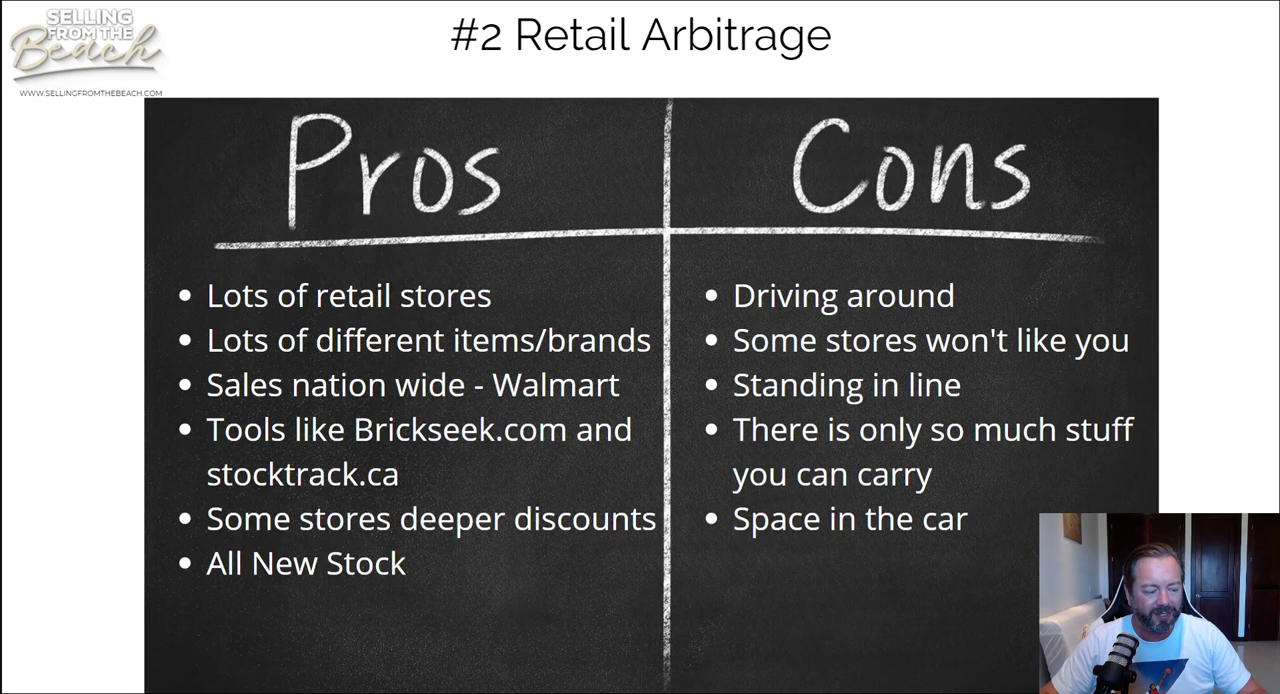 SELLING
FROM THE
Beach
WWW.SELLINGFROMTHEBEACH.COM
#2 Retail Arbitrage
Pros
• Lots of retail stores
• Lots of different items/brands
• Sales nation wide - Walmart
• Tools like Brickseek.com and
stocktrack.ca
• Some stores deeper discounts
• All New Stock
Cons
• Driving around
• Some stores won't like you
• Standing in line
• There is only so much stuff
you can carry
• Space in the car